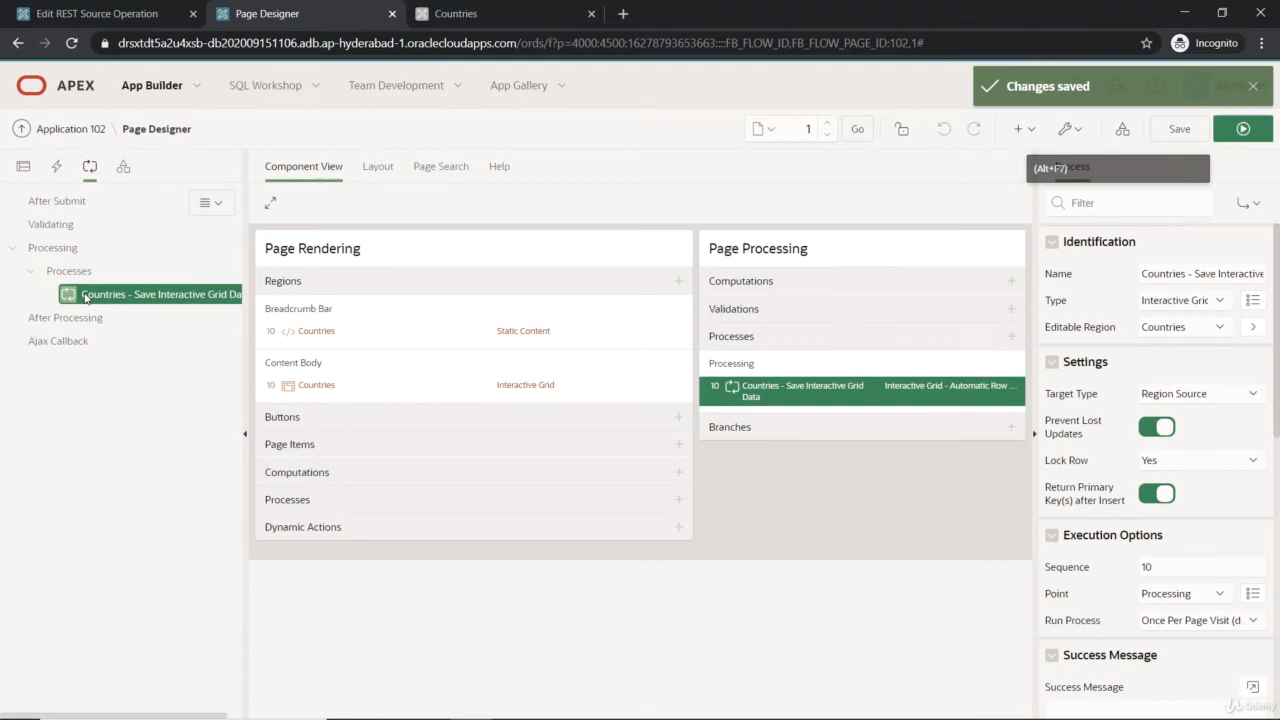 Edit REST Source Operation
Page Designer
Countries
drsxtdt5a2u4xsb-db202009151106.adb.ap-hyderabad-1.oraclecloudapps.com/ords/f?p=4000:4500:16278793653663::::FB_FLOW_ID,FB_FLOW_PAGE_ID:102,1#
Incognito
APEX
App Builder
SQL Workshop
Team Development
App Gallery
Changes saved
Application 102
Page Designer
1
Go
Save
(Alt+F7)
Component View
Layout
Page Search
Help
Filter
After Submit
Validating
Processing
Processes
Countries - Save Interactive Grid Da
After Processing
Ajax Callback
Page Rendering
Regions
Breadcrumb Bar
10 Countries Static Content
Content Body
10 Countries Interactive Grid
Buttons
Page Items
Computations
Processes
Dynamic Actions
Page Processing
Computations
Validations
Processes
Processing
10 Countries - Save Interactive Grid Interactive Grid - Automatic Row ...
Data
Branches
Identification
Name Countries - Save Interactive
Type Interactive Gric
Editable Region Countries
Settings
Target Type Region Source
Prevent Lost
Updates
Lock Row Yes
Return Primary
Key(s) after Insert
Execution Options
Sequence 10
Point Processing
Run Process Once Per Page Visit (d
Success Message
Success Message
Udemy